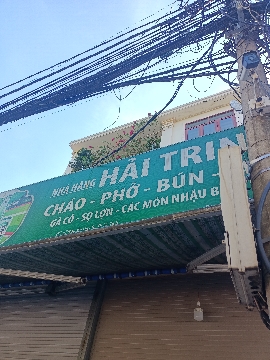 NHÀ HÀNG HẢI TRIN
CHÁO - PHỞ - BÚN -
GÀ CỎ - SỌ LỢN - CÁC MÓN NHẬU B